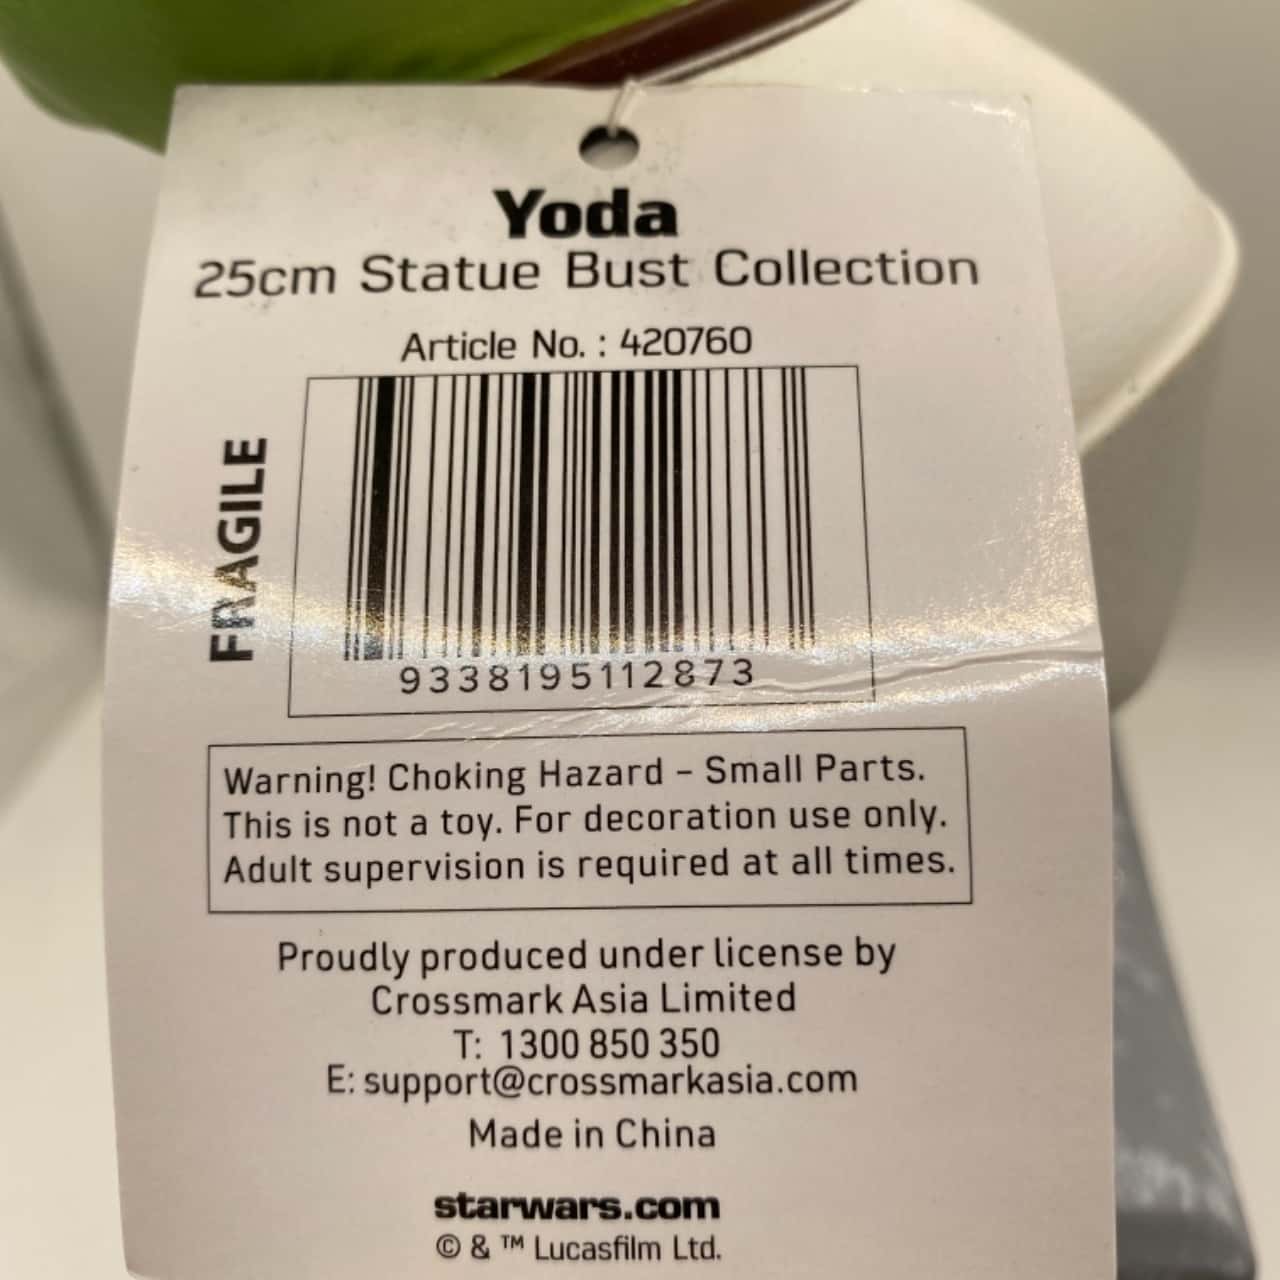 Yoda
25cm Statue Bust Collection
Article No. : 420760
FRAGILE
9338195112873
Warning! Choking Hazard – Small Parts.
This is not a toy. For decoration use only.
Adult supervision is required at all times.
Proudly produced under license by
Crossmark Asia Limited
T: 1300 850 350
E: support@crossmarkasia.com
Made in China
starwars.com
© & ™ Lucasfilm Ltd.